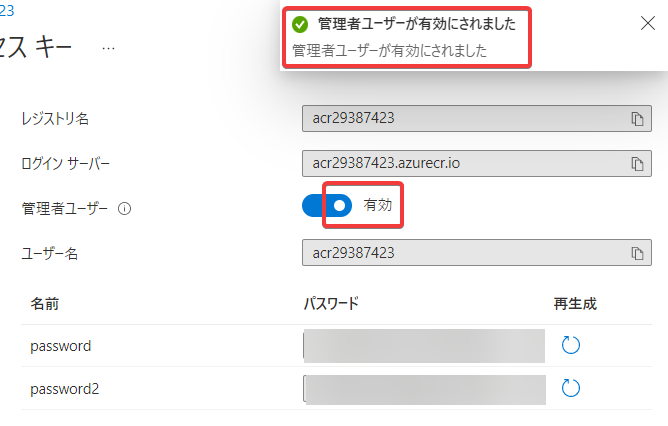 23
管理者ユーザーが有効にされました
管理者ユーザーが有効にされました
セス キー ...
レジストリ名 acr29387423
ログイン サーバー acr29387423.azurecr.io
管理者ユーザー 有効
ユーザー名 acr29387423
名前 パスワード 再生成
password
password2